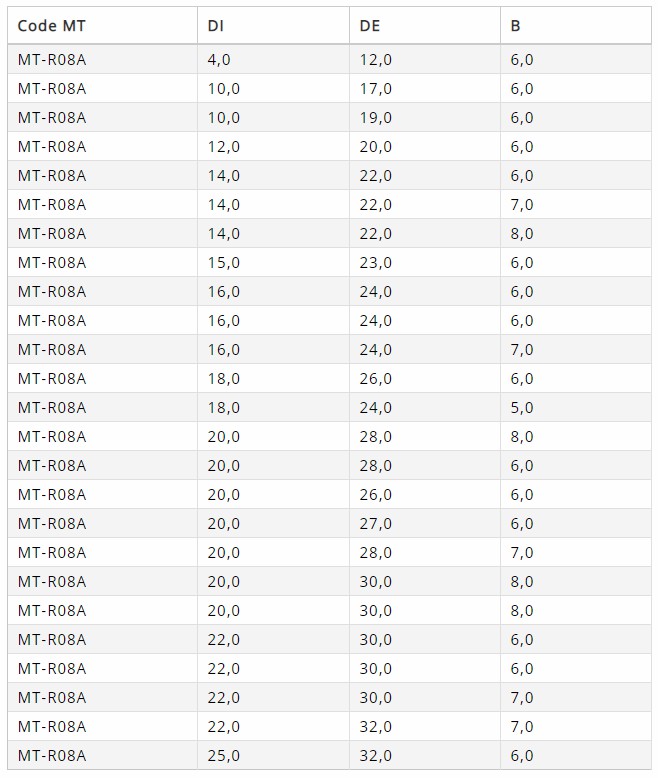 Code MT DI DE B
MT-R08A 4,0 12,0 6,0
MT-R08A 10,0 17,0 6,0
MT-R08A 10,0 19,0 6,0
MT-R08A 12,0 20,0 6,0
MT-R08A 14,0 22,0 6,0
MT-R08A 14,0 22,0 7,0
MT-R08A 14,0 22,0 8,0
MT-R08A 15,0 23,0 6,0
MT-R08A 16,0 24,0 6,0
MT-R08A 16,0 24,0 6,0
MT-R08A 16,0 24,0 7,0
MT-R08A 18,0 26,0 6,0
MT-R08A 18,0 24,0 5,0
MT-R08A 20,0 28,0 8,0
MT-R08A 20,0 28,0 6,0
MT-R08A 20,0 26,0 6,0
MT-R08A 20,0 27,0 6,0
MT-R08A 20,0 28,0 7,0
MT-R08A 20,0 30,0 8,0
MT-R08A 20,0 30,0 8,0
MT-R08A 22,0 30,0 6,0
MT-R08A 22,0 30,0 6,0
MT-R08A 22,0 30,0 7,0
MT-R08A 22,0 32,0 7,0
MT-R08A 25,0 32,0 6,0